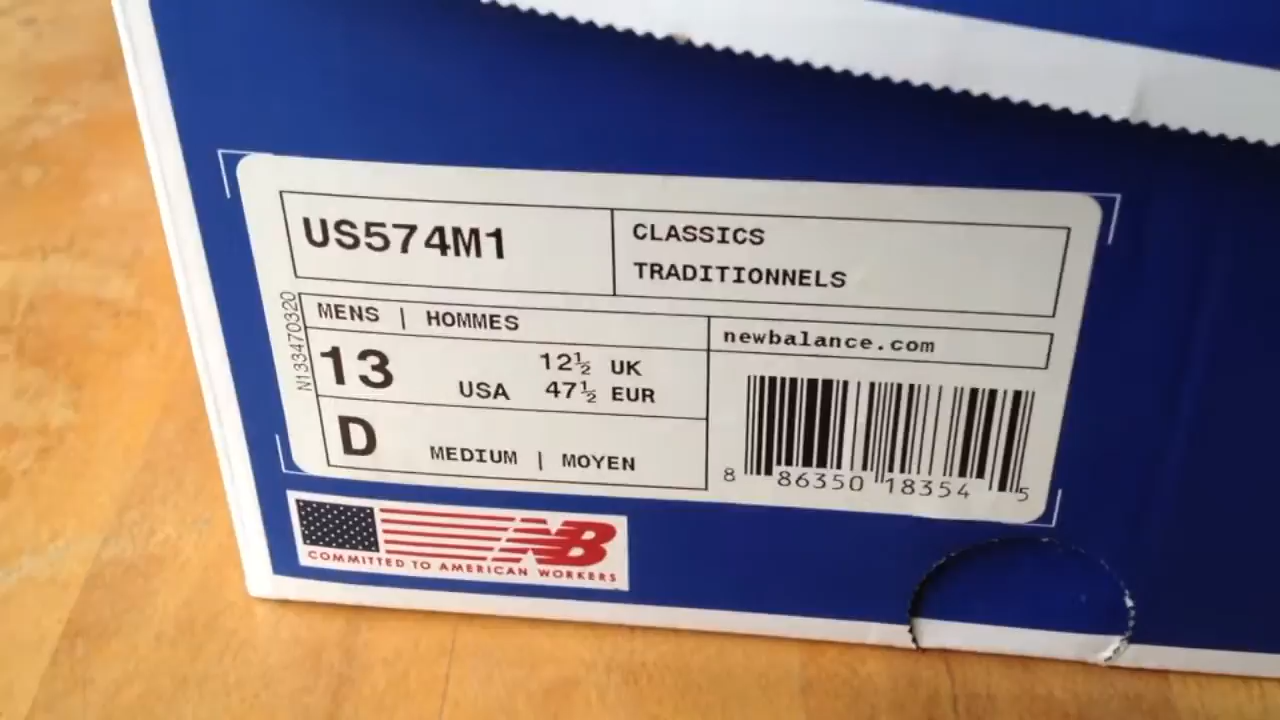 US574M1
CLASSICS
TRADITIONNELS
N133470320
MENS | HOMMES
13 USA
12½ UK
47½ EUR
D MEDIUM | MOYEN
newbalance.com
8 86350 18354 5
NB
COMMITTED TO AMERICAN WORKERS